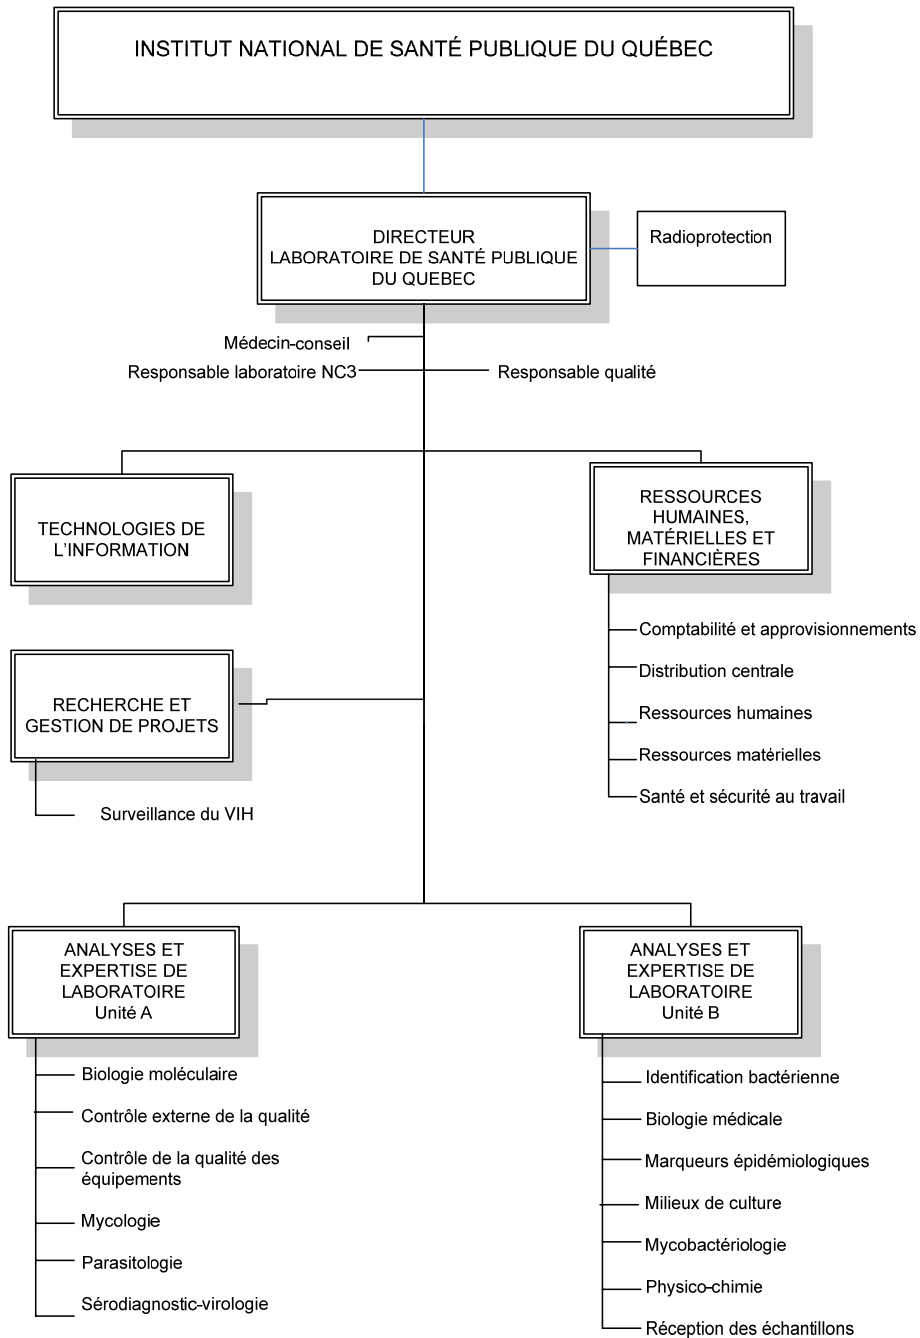 INSTITUT NATIONAL DE SANTÉ PUBLIQUE DU QUÉBEC
DIRECTEUR
LABORATOIRE DE SANTÉ PUBLIQUE
DU QUEBEC
Radioprotection
Médecin-conseil
Responsable laboratoire NC3
Responsable qualité
TECHNOLOGIES DE
L'INFORMATION
RESSOURCES
HUMAINES,
MATÉRIELLES ET
FINANCIÈRES
Comptabilité et approvisionnements
Distribution centrale
Ressources humaines
Ressources matérielles
Santé et sécurité au travail
RECHERCHE ET
GESTION DE PROJETS
Surveillance du VIH
ANALYSES ET
EXPERTISE DE
LABORATOIRE
Unité A
Biologie moléculaire
Contrôle externe de la qualité
Contrôle de la qualité des
équipements
Mycologie
Parasitologie
Sérodiagnostic-virologie
ANALYSES ET
EXPERTISE DE
LABORATOIRE
Unité B
Identification bactérienne
Biologie médicale
Marqueurs épidémiologiques
Milieux de culture
Mycobactériologie
Physico-chimie
Réception des échantillons